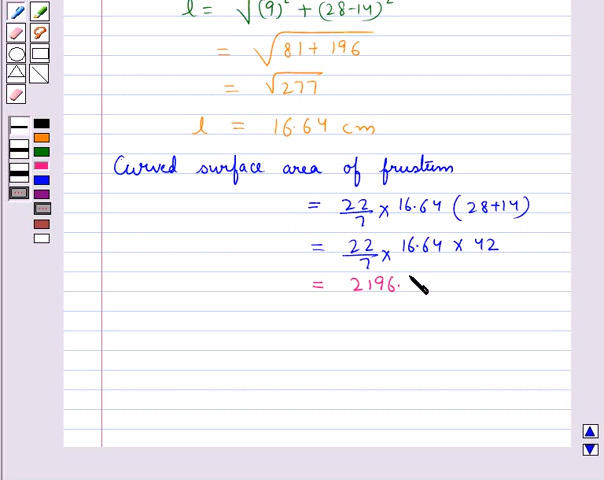 l = √(9)² + (28-14)²
= √81 + 196
= √277
l = 16.64 cm
Curved surface area of frustum
= 22/7 × 16.64 (28+14)
= 22/7 × 16.64 × 42
= 2196.